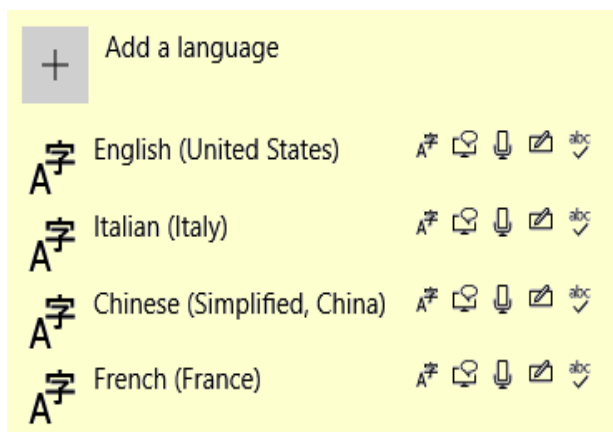 Add a language
English (United States)
Italian (Italy)
Chinese (Simplified, China)
French (France)